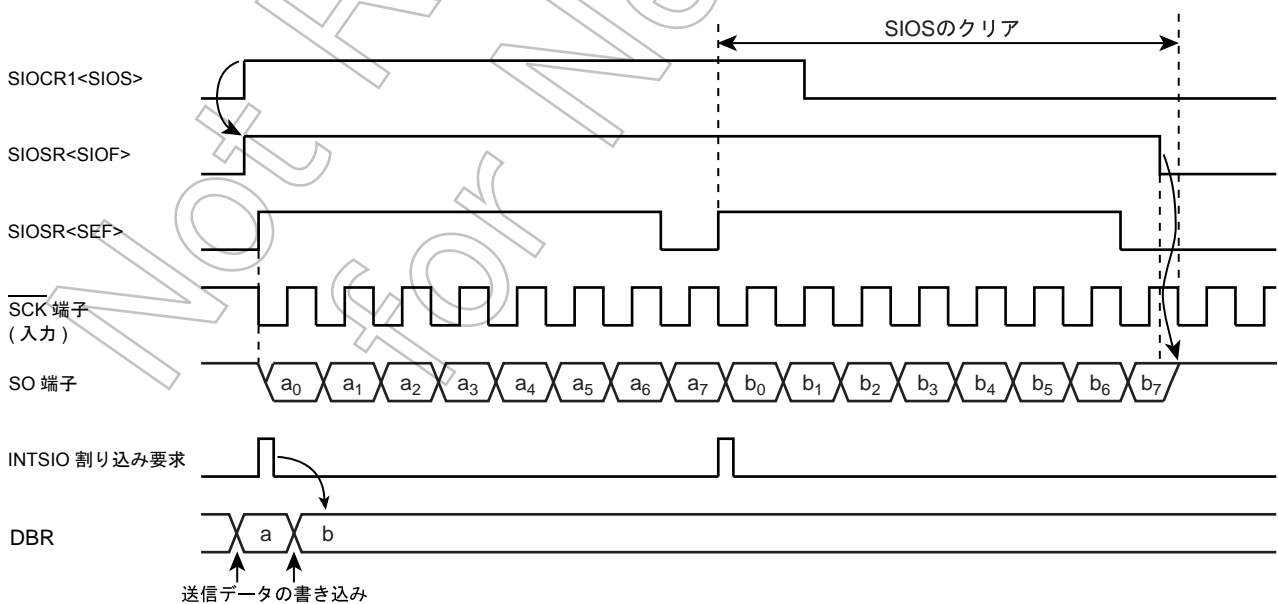 SIOSのクリア
SIOCR1<SIOS>
SIOSR<SIOF>
SIOSR<SEF>
SCK 端子
( 入力 )
SO 端子
a0 a1 a2 a3 a4 a5 a6 a7 b0 b1 b2 b3 b4 b5 b6 b7
INTSIO 割り込み要求
DBR
a b
送信データの書き込み
Not R
for N